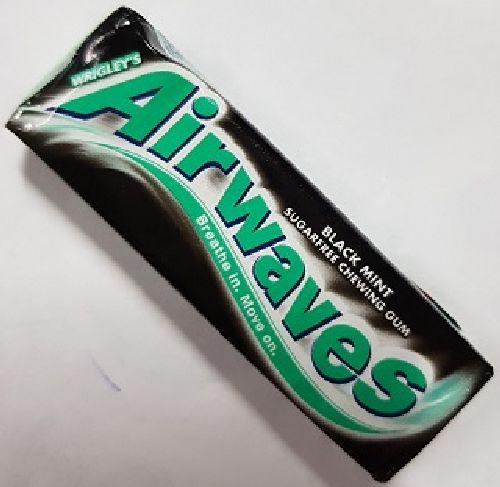 WRIGLEY'S
Airwaves
BLACK MINT
SUGARFREE CHEWING GUM
Breathe in. Move on.